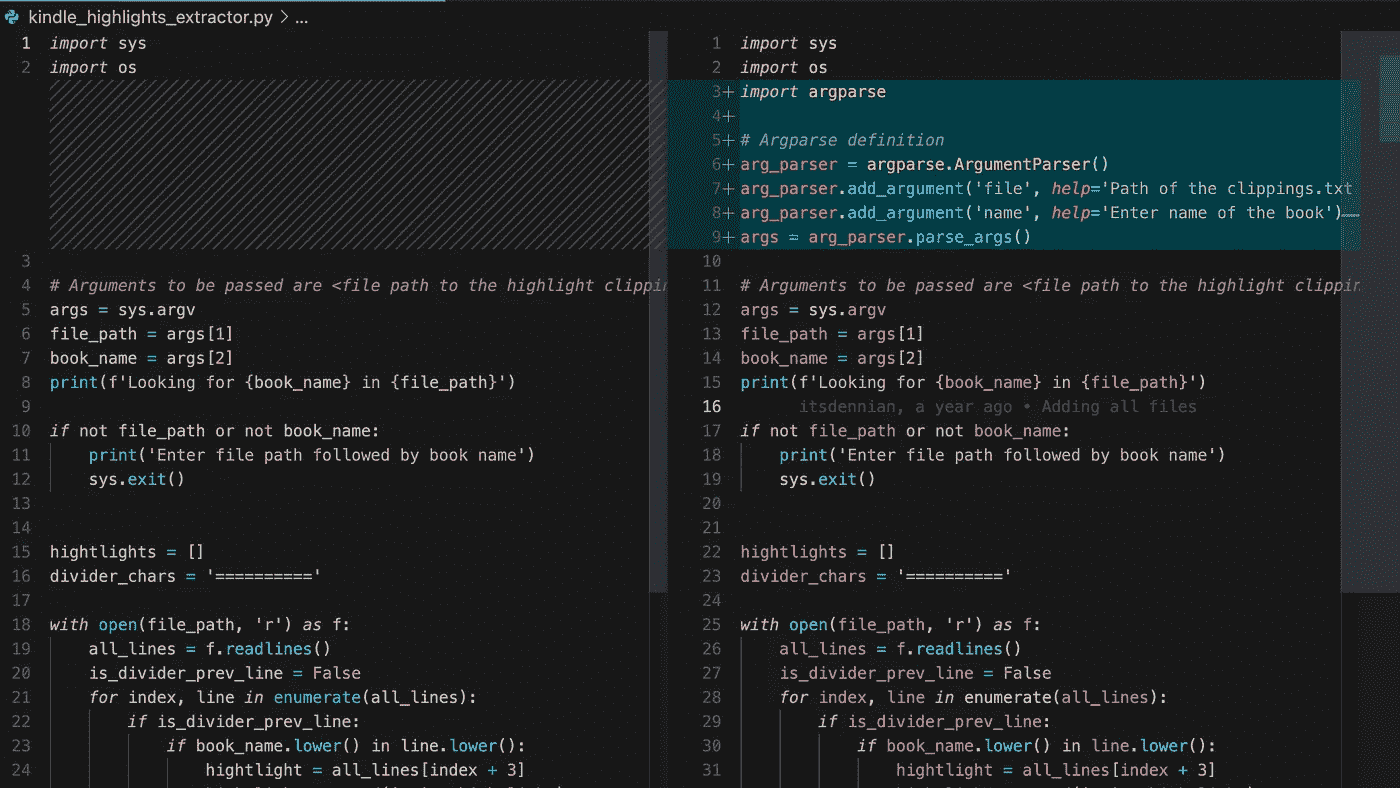 kindle_highlights_extractor.py > ...
1 import sys
2 import os
3
4 # Arguments to be passed are <file path to the highlight
5 args = sys.argv
6 file_path = args[1]
7 book_name = args[2]
8 print(f'Looking for {book_name} in {file_path}')
9
10 if not file_path or not book_name:
11 print('Enter file path followed by book name')
12 sys.exit()
13
14
15 hightlights = []
16 divider_chars = '=========='
17
18 with open(file_path, 'r') as f:
19 all_lines = f.readlines()
20 is_divider_prev_line = False
21 for index, line in enumerate(all_lines):
22 if is_divider_prev_line:
23 if book_name.lower() in line.lower():
24 hightlight = all_lines[index + 3]
1 import sys
2 import os
3+ import argparse
4+
5+ # Argparse definition
6+ arg_parser = argparse.ArgumentParser()
7+ arg_parser.add_argument('file', help='Path of the clippings.txt
8+ arg_parser.add_argument('name', help='Enter name of the book')
9+ args = arg_parser.parse_args()
10
11 # Arguments to be passed are <file path to the highlight
12 args = sys.argv
13 file_path = args[1]
14 book_name = args[2]
15 print(f'Looking for {book_name} in {file_path}')
16 itsdennian, a year ago • Adding all files
17 if not file_path or not book_name:
18 print('Enter file path followed by book name')
19 sys.exit()
20
21
22 hightlights = []
23 divider_chars = '=========='
24
25 with open(file_path, 'r') as f:
26 all_lines = f.readlines()
27 is_divider_prev_line = False
28 for index, line in enumerate(all_lines):
29 if is_divider_prev_line:
30 if book_name.lower() in line.lower():
31 hightlight = all_lines[index + 3]